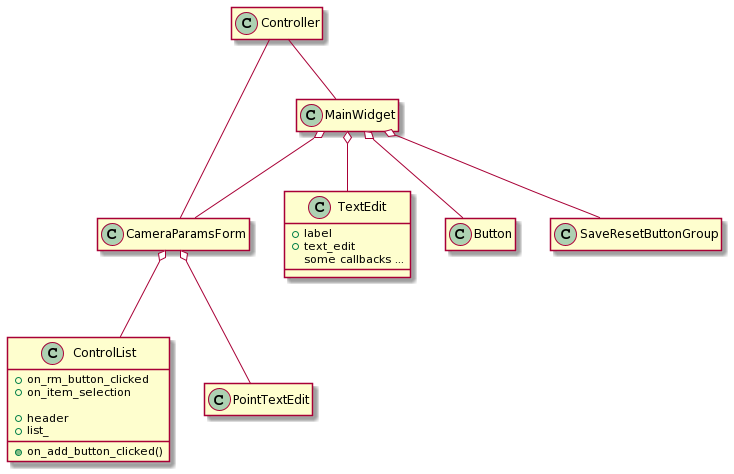 C Controller
C MainWidget
C CameraParamsForm
C TextEdit
label
text_edit
some callbacks ...
C Button
C SaveResetButtonGroup
C ControlList
on_rm_button_clicked
on_item_selection
header
list_
on_add_button_clicked()
C PointTextEdit